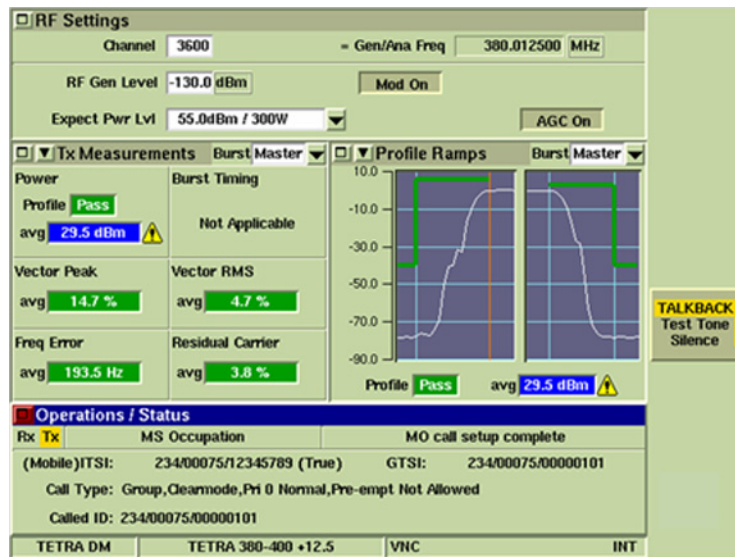 RF Settings
Channel 3600 = Gen/Ana Freq 380.012500 MHz
RF Gen Level -130.0 dBm Mod On
Expect Pwr Lvl 55.0dBm / 300W AGC On
Tx Measurements Burst Master
Power
Profile Pass
avg 29.5 dBm
Burst Timing
Not Applicable
Vector Peak
avg 14.7 %
Vector RMS
avg 4.7 %
Freq Error
avg 193.5 Hz
Residual Carrier
avg 3.8 %
Profile Ramps Burst Master
10.0
-10.0
-30.0
-50.0
-70.0
-90.0
Profile Pass avg 29.5 dBm
TALKBACK
Test Tone
Silence
Operations / Status
Rx Tx MS Occupation MO call setup complete
(Mobile)ITSI: 234/00075/12345789 (True) GTSI: 234/00075/00000101
Call Type: Group,Clearmode,Pri 0 Normal,Pre-empt Not Allowed
Called ID: 234/00075/00000101
TETRA DM TETRA 380-400 +12.5 VNC INT